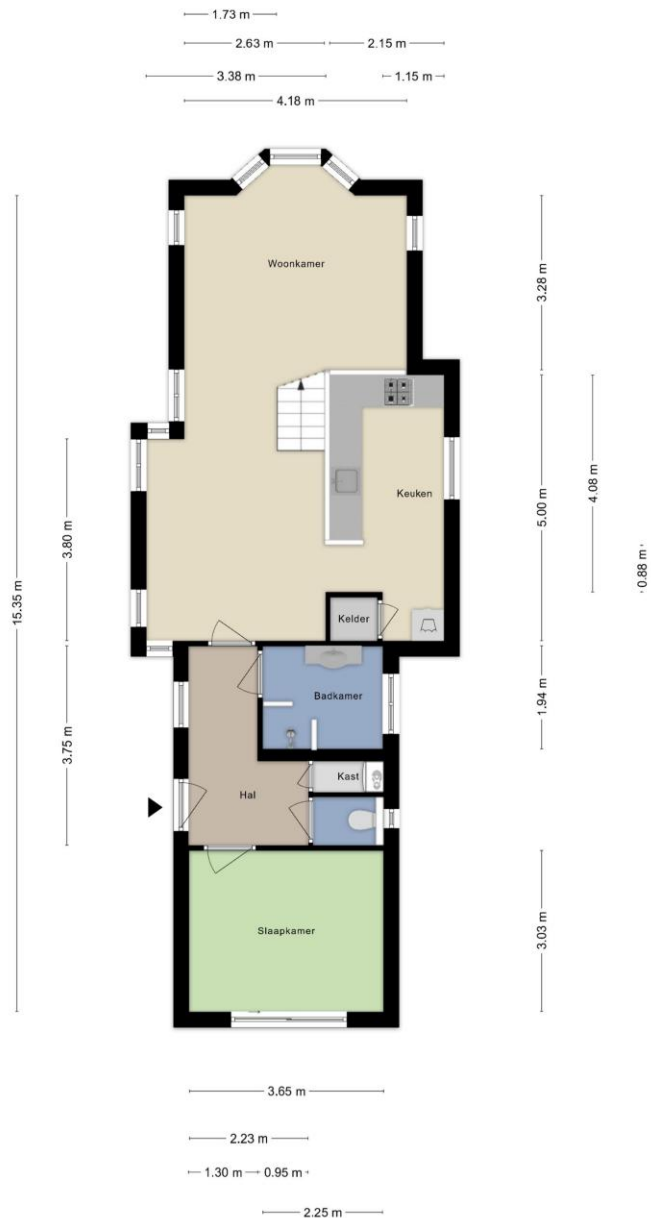 1.73 m
2.63 m 2.15 m
3.38 m 1.15 m
4.18 m
Woonkamer
3.28 m
Keuken
4.08 m
5.00 m
3.80 m
0.88 m
15.35 m
Kelder
Badkamer
1.94 m
3.75 m
Kast
Hal
Slaapkamer
3.03 m
3.65 m
2.23 m
1.30 m 0.95 m
2.25 m